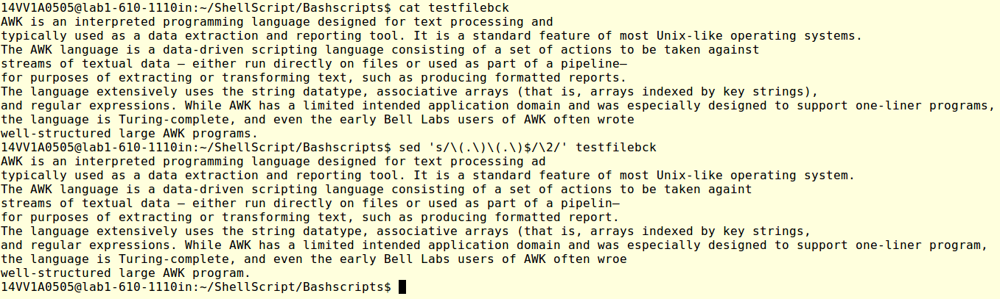 14VV1A0505@lab1-610-1110in:~/ShellScript/Bashscripts$ cat testfilebck
AWK is an interpreted programming language designed for text processing and
typically used as a data extraction and reporting tool. It is a standard feature of most Unix-like operating systems.
The AWK language is a data-driven scripting language consisting of a set of actions to be taken against
streams of textual data – either run directly on files or used as part of a pipeline–
for purposes of extracting or transforming text, such as producing formatted reports.
The language extensively uses the string datatype, associative arrays (that is, arrays indexed by key strings),
and regular expressions. While AWK has a limited intended application domain and was especially designed to support one-liner programs,
the language is Turing-complete, and even the early Bell Labs users of AWK often wrote
well-structured large AWK programs.
14VV1A0505@lab1-610-1110in:~/ShellScript/Bashscripts$ sed 's/\(.\)\(.\)$/\2/' testfilebck
AWK is an interpreted programming language designed for text processing ad
typically used as a data extraction and reporting tool. It is a standard feature of most Unix-like operating system.
The AWK language is a data-driven scripting language consisting of a set of actions to be taken againt
streams of textual data – either run directly on files or used as part of a pipelin–
for purposes of extracting or transforming text, such as producing formatted report.
The language extensively uses the string datatype, associative arrays (that is, arrays indexed by key strings,
and regular expressions. While AWK has a limited intended application domain and was especially designed to support one-liner program,
the language is Turing-complete, and even the early Bell Labs users of AWK often wroe
well-structured large AWK program.
14VV1A0505@lab1-610-1110in:~/ShellScript/Bashscripts$